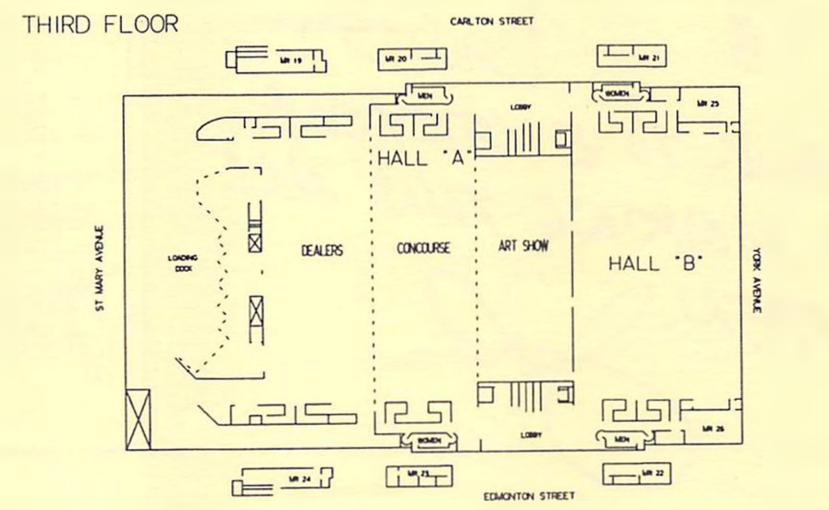 THIRD FLOOR
CARLTON STREET
MR 19
MR 20
MR 21
MEN
WOMEN
LOBBY
MR 25
HALL "A"
ST MARY AVENUE
LOADING
DOCK
DEALERS
CONCOURSE
ART SHOW
HALL "B"
YORK AVENUE
WOMEN
LOBBY
MEN
MR 26
MR 24
MR 23
MR 22
EDMONTON STREET